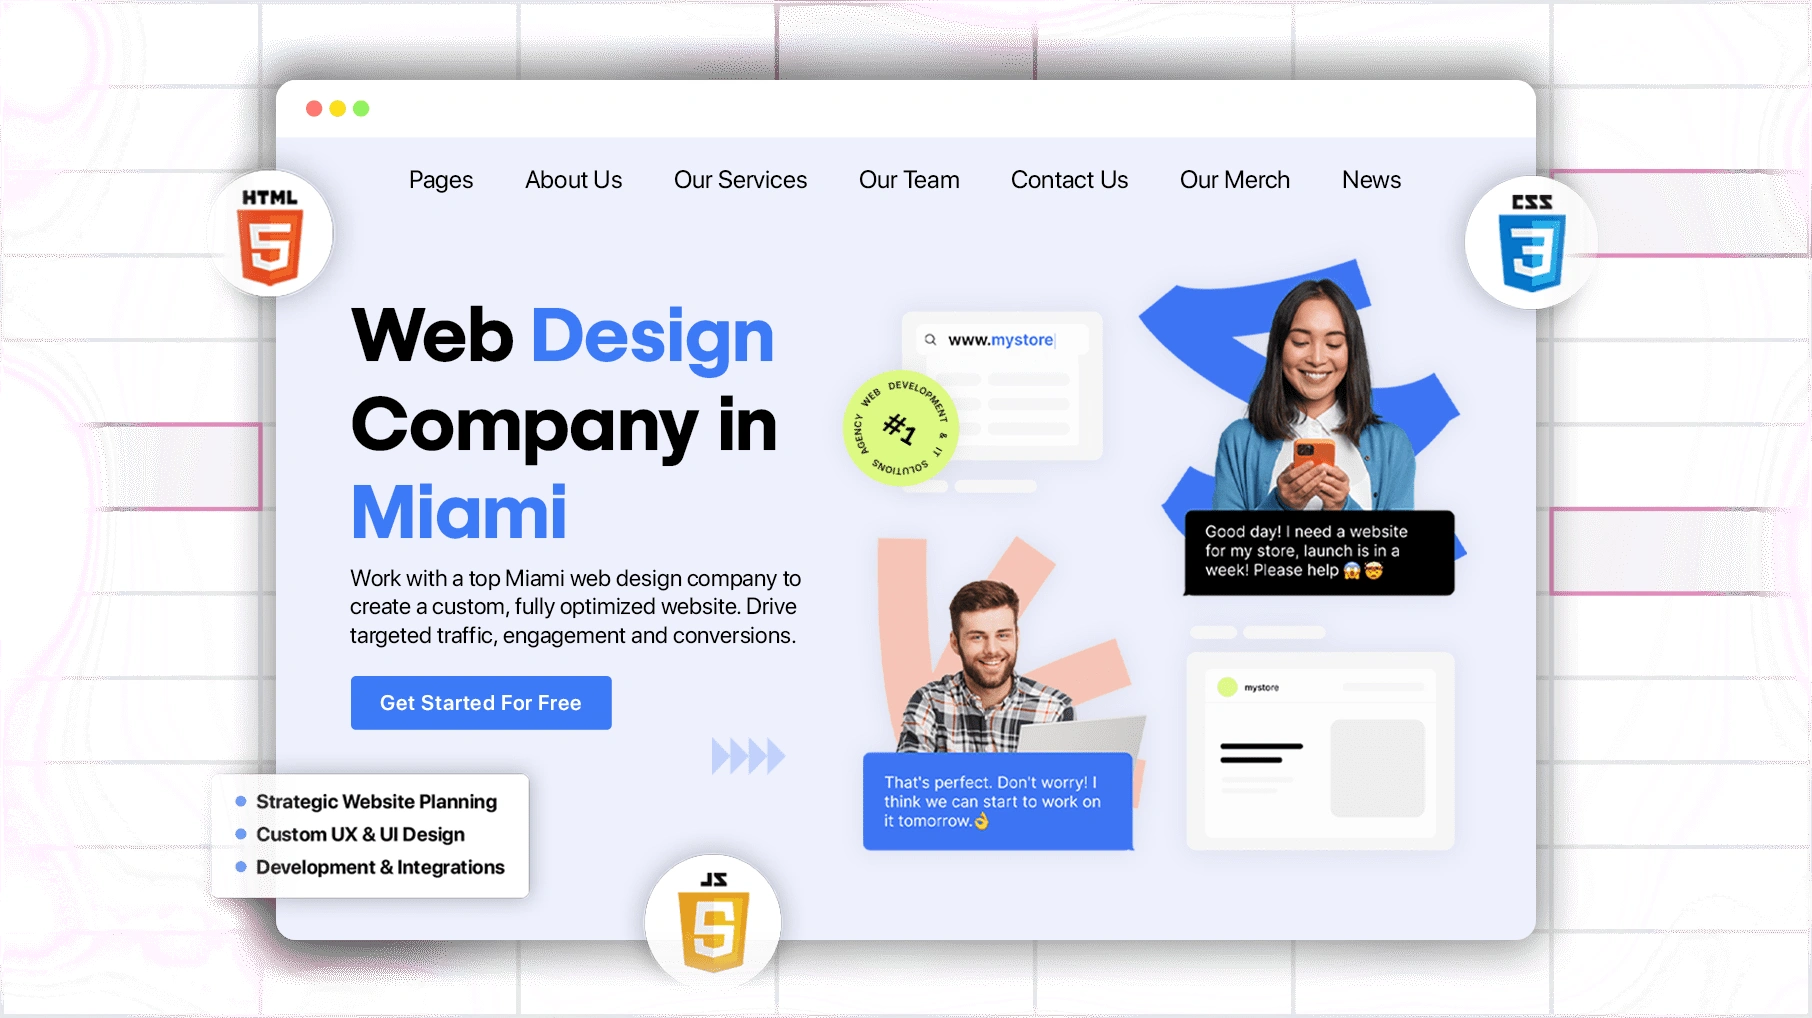 Pages
About Us
Our Services
Our Team
Contact Us
Our Merch
News
HTML
5
CSS
3
Web Design
Company in
Miami
Work with a top Miami web design company to
create a custom, fully optimized website. Drive
targeted traffic, engagement and conversions.
Get Started For Free
Strategic Website Planning
Custom UX & UI Design
Development & Integrations
JS
www.mystore
WEB DEVELOPMENT & IT SOLUTIONS AGENCY
#1
Good day! I need a website
for my store, launch is in a
week! Please help 😱🤯
That's perfect. Don't worry! I
think we can start to work on
it tomorrow.👌
mystore